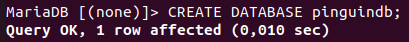 MariaDB [(none)]> CREATE DATABASE pinguindb;
Query OK, 1 row affected (0,010 sec)